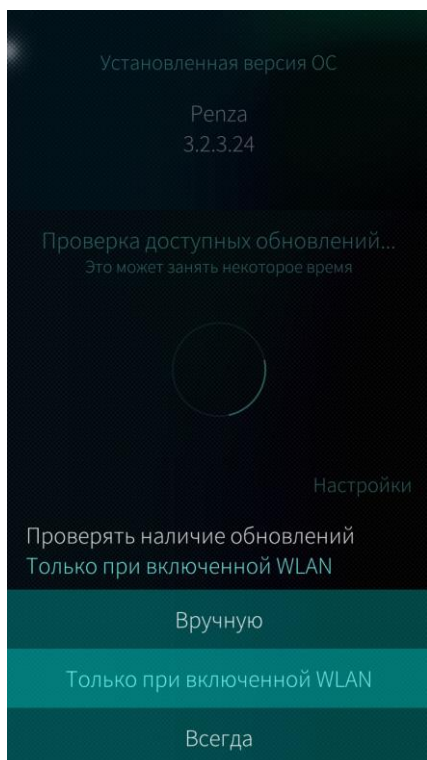 Установленная версия ОС
Penza
3.2.3.24
Проверка доступных обновлений...
Это может занять некоторое время
Настройки
Проверять наличие обновлений
Только при включенной WLAN
Вручную
Только при включенной WLAN
Всегда